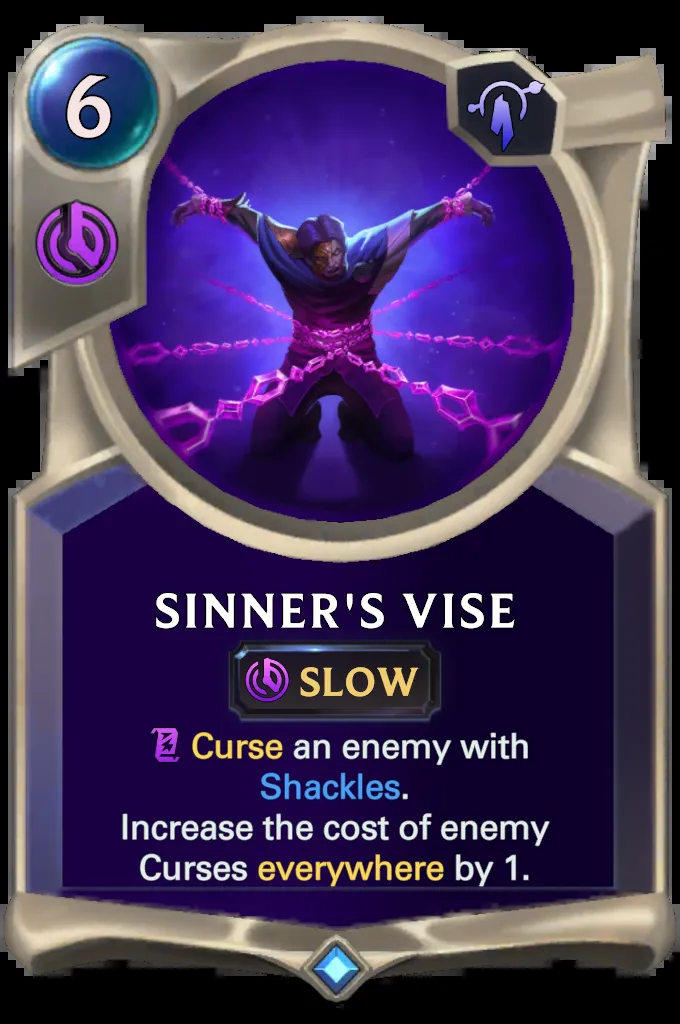 6
SINNER'S VISE
SLOW
Curse an enemy with
Shackles.
Increase the cost of enemy
Curses everywhere by 1.